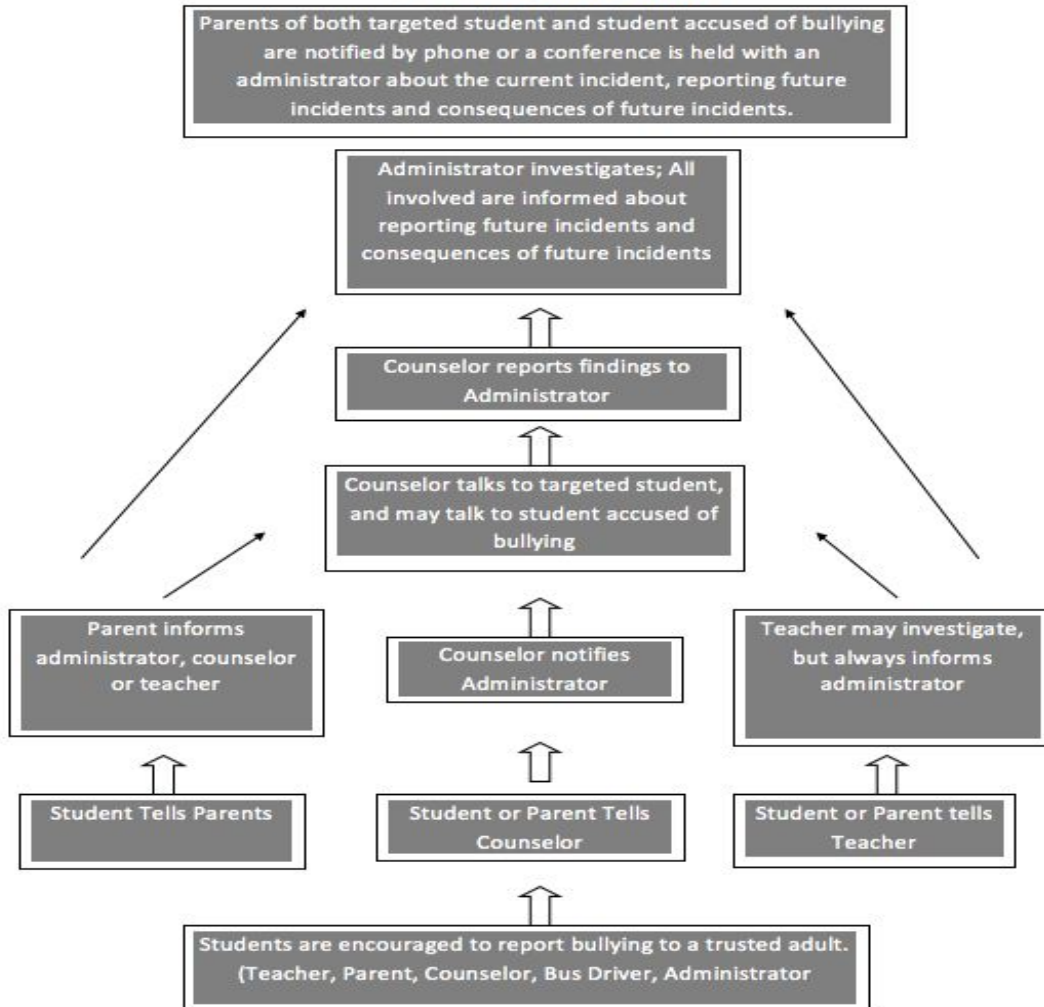 Parents of both targeted student and student accused of bullying
are notified by phone or a conference is held with an
administrator about the current incident, reporting future
incidents and consequences of future incidents.
Administrator investigates; All
involved are informed about
reporting future incidents and
consequences of future incidents
Counselor reports findings to
Administrator
Counselor talks to targeted student,
and may talk to student accused of
bullying
Parent informs
administrator, counselor
or teacher
Counselor notifies
Administrator
Teacher may investigate,
but always informs
administrator
Student Tells Parents
Student or Parent Tells
Counselor
Student or Parent tells
Teacher
Students are encouraged to report bullying to a trusted adult.
(Teacher, Parent, Counselor, Bus Driver, Administrator